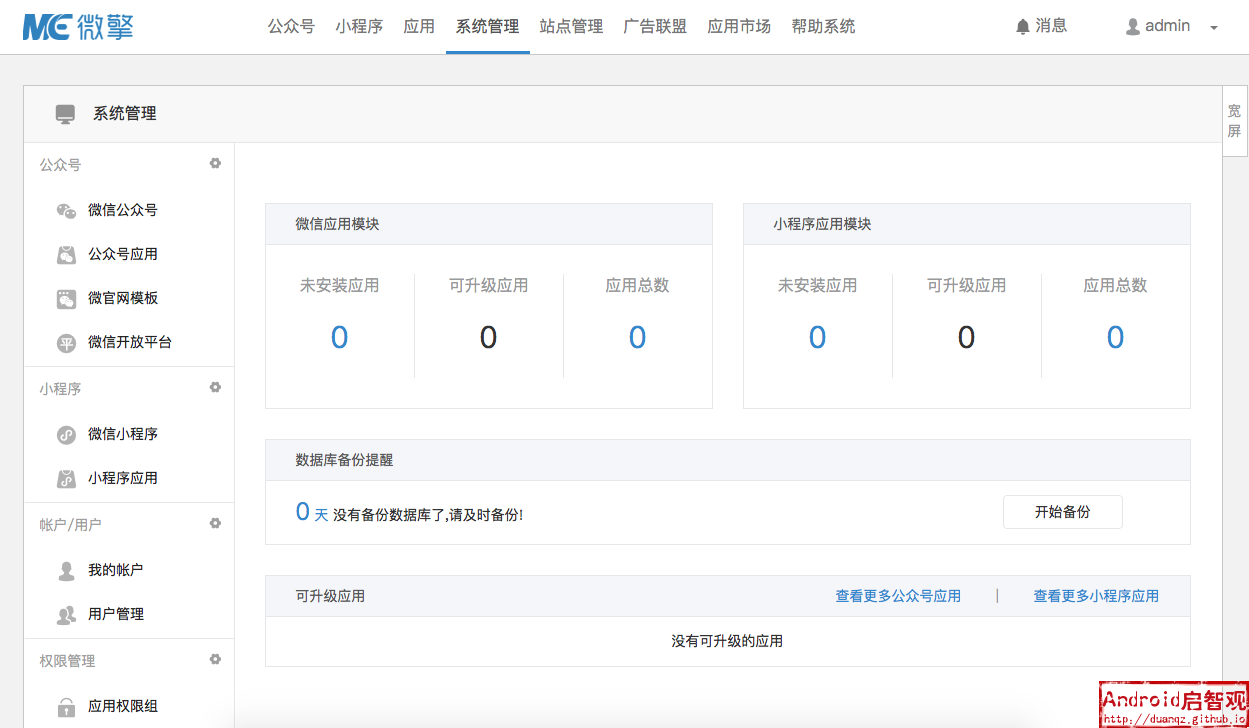 微擎
公众号 小程序 应用 系统管理 站点管理 广告联盟 应用市场 帮助系统 消息 admin
系统管理
宽屏
公众号
微信公众号
公众号应用
微官网模板
微信开放平台
小程序
微信小程序
小程序应用
帐户/用户
我的帐户
用户管理
权限管理
应用权限组
微信应用模块
未安装应用 可升级应用 应用总数
0 0 0
小程序应用模块
未安装应用 可升级应用 应用总数
0 0 0
数据库备份提醒
0 天 没有备份数据库了,请及时备份!
开始备份
可升级应用
查看更多公众号应用 | 查看更多小程序应用
没有可升级的应用
Android启智观
http://duanqz.github.io